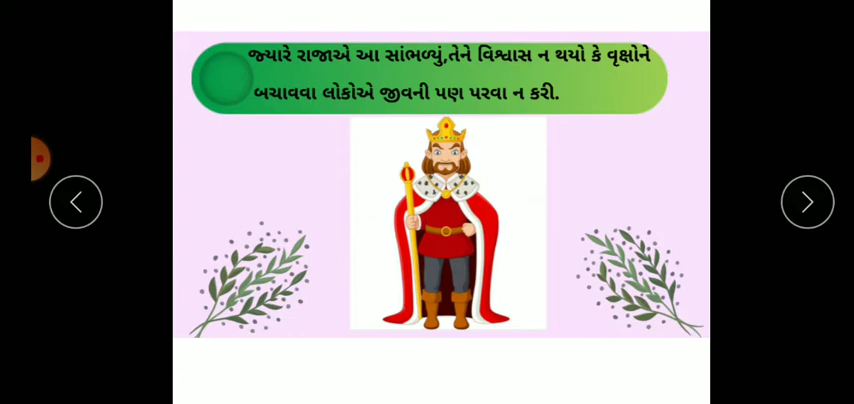 જ્યારે રાજાએ આ સાંભળ્યું,તેને વિશ્વાસ ન થયો કે વૃક્ષોને
બચાવવા લોકોએ જીવની પણ પરવા ન કરી.